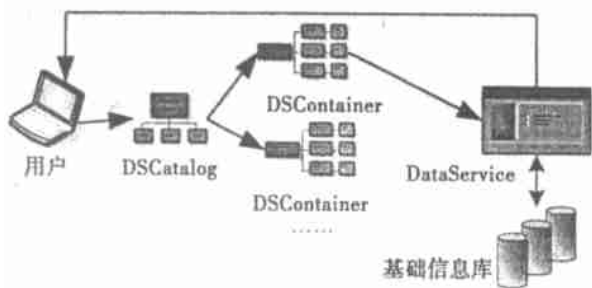 DSContainer
用户
DSCatalog
DSContainer
......
DataService
基础信息库